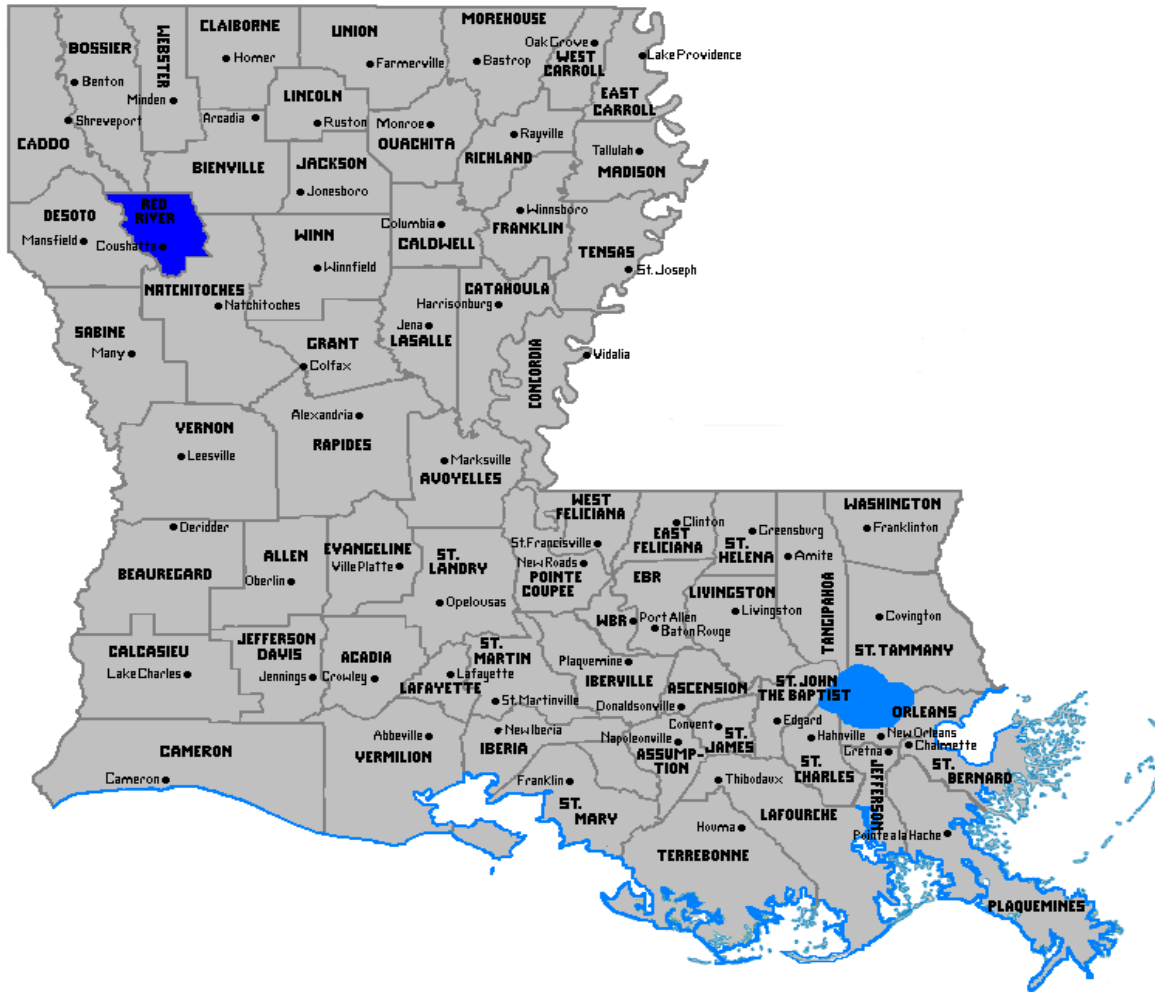 CLAIBORNE
UNION
MOREHOUSE
BOSSIER
WEBSTER
Homer
Farmerville
Bastrop
Oak Grove
WEST
CARROLL
Lake Providence
Benton
Minden
LINCOLN
EAST
CARROLL
Shreveport
Arcadia
Ruston
Monroe
OUACHITA
Rayville
RICHLAND
Tallulah
MADISON
CADDO
BIENVILLE
JACKSON
Jonesboro
RED
RIVER
DESOTO
Mansfield
Coushatta
WINN
Winnfield
Columbia
CALDWELL
Winnsboro
FRANKLIN
TENSAS
St. Joseph
NATCHITOCHES
Natchitoches
CATAHOULA
Harrisonburg
SABINE
Many
GRANT
Colfax
Jena
LASALLE
CONCORDIA
Vidalia
VERNON
Leesville
Alexandria
RAPIDES
Marksville
AVOYELLES
WEST
FELICIANA
St. Francisville
Clinton
EAST
FELICIANA
Greensburg
ST.
HELENA
WASHINGTON
Franklinton
Amite
Deridder
BEAUREGARD
ALLEN
Oberlin
EVANGELINE
Ville Platte
ST.
LANDRY
Opelousas
New Roads
POINTE
COUPEE
EBR
LIVINGSTON
Livingston
TANGIPAHOA
Covington
ST. TAMMANY
WBR
Port Allen
Baton Rouge
CALCASIEU
Lake Charles
JEFFERSON
DAVIS
Jennings
ACADIA
Crowley
LAFAYETTE
Lafayette
ST.
MARTIN
St. Martinville
Plaquemine
IBERVILLE
ASCENSION
Donaldsonville
ST. JOHN
THE BAPTIST
Edgard
ORLEANS
New Orleans
CAMERON
Cameron
Abbeville
VERMILION
New Iberia
IBERIA
Convent
Napoleonville
ASSUMP-
TION
ST.
JAMES
Hahnville
ST.
CHARLES
Gretna
Chalmette
JEFFERSON
ST.
BERNARD
Franklin
ST.
MARY
Thibodaux
LAFOURCHE
Houma
TERREBONNE
Pointe a la Hache
PLAQUEMINES